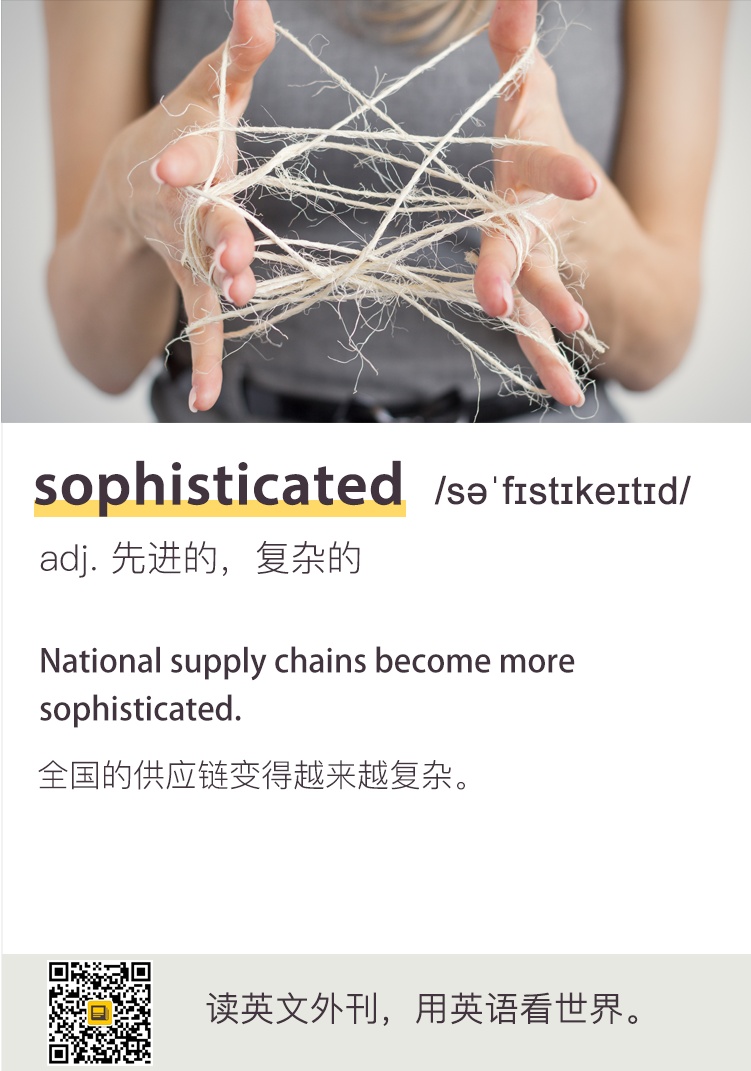 sophisticated /səˈfɪstɪkeɪtɪd/
adj. 先进的，复杂的
National supply chains become more
sophisticated.
全国的供应链变得越来越复杂。
读英文外刊，用英语看世界。